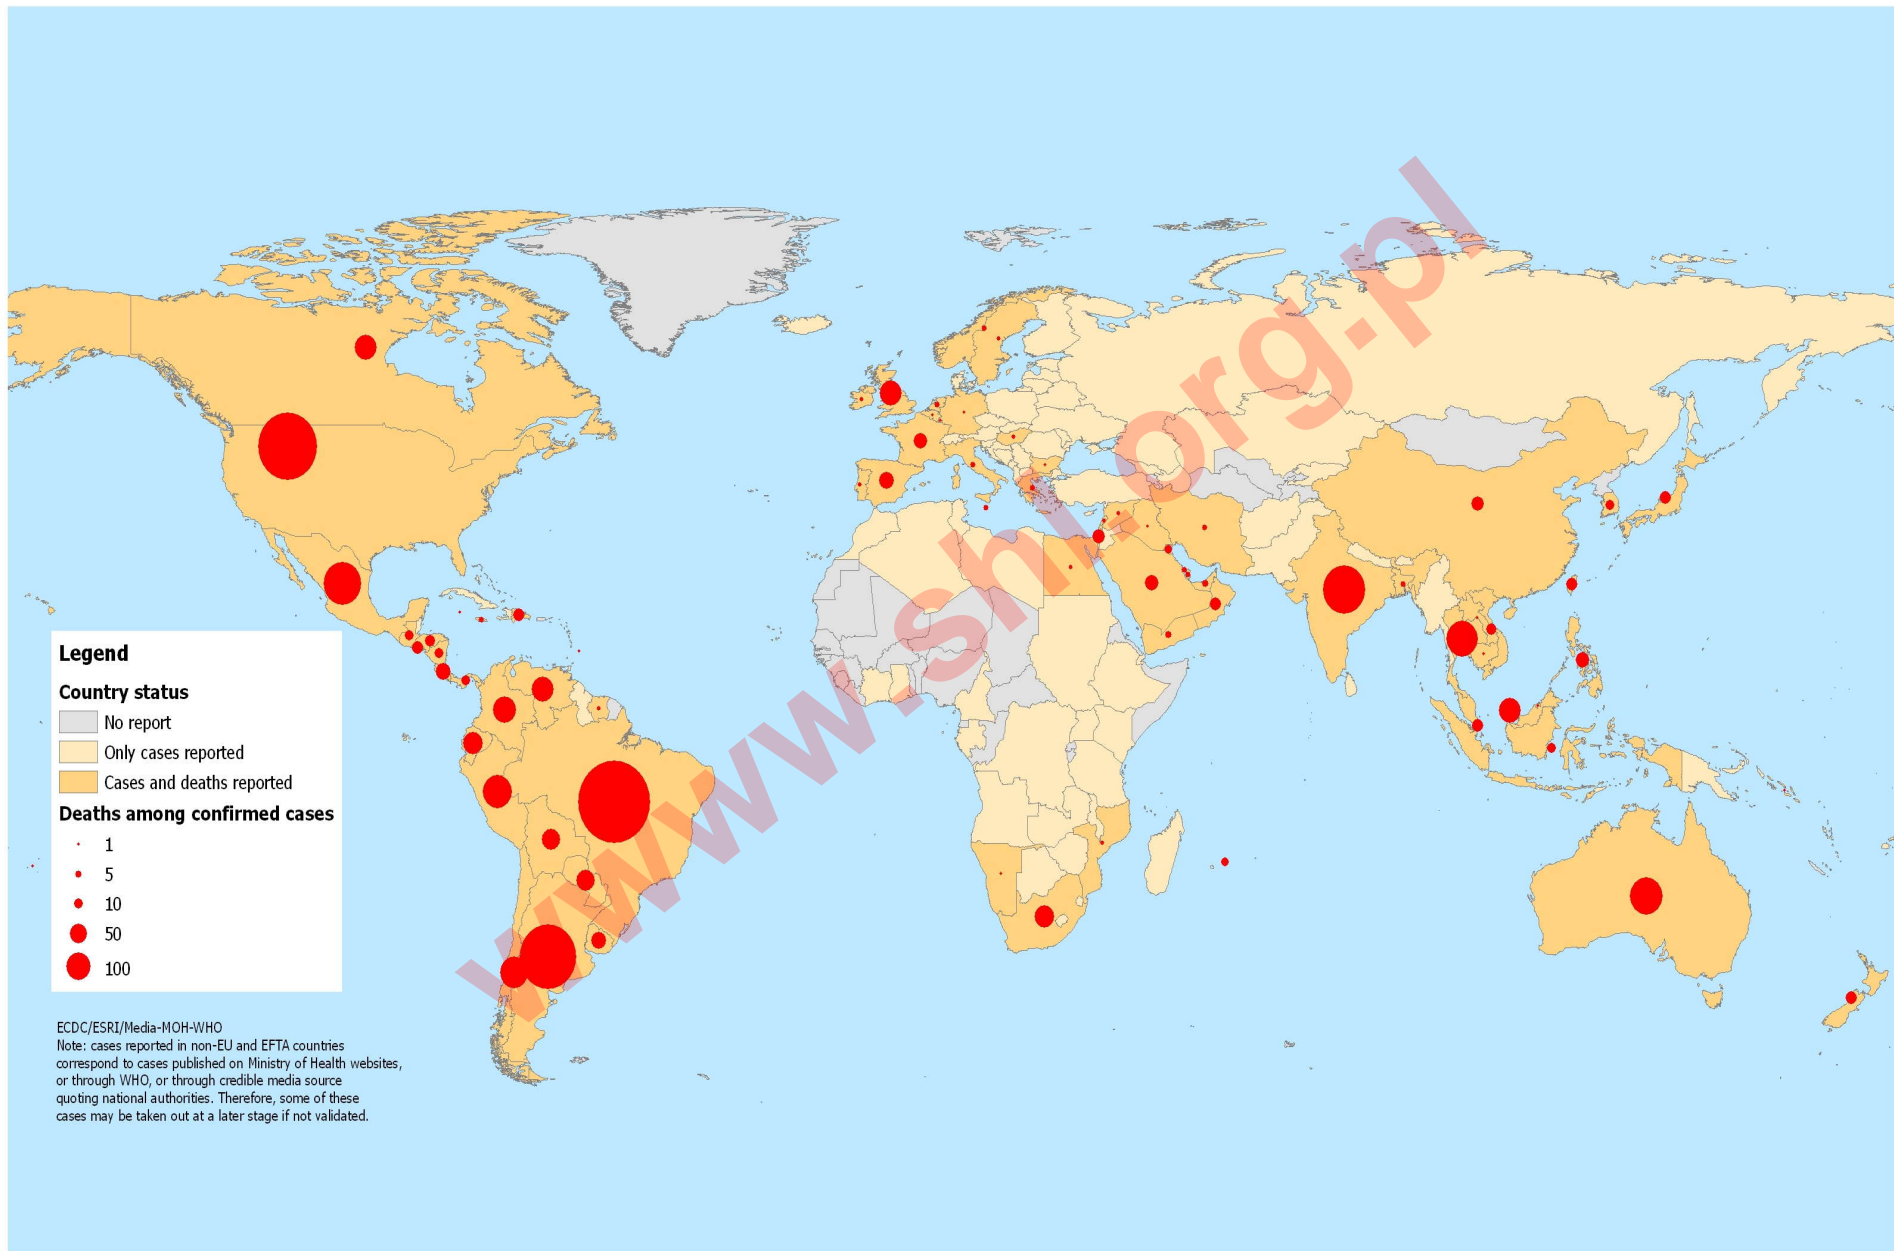 www.shl.org.pl
Legend
Country status
No report
Only cases reported
Cases and deaths reported
Deaths among confirmed cases
1
5
10
50
100
ECDC/ESRI/Media-MOH-WHO
Note: cases reported in non-EU and EFTA countries
correspond to cases published on Ministry of Health websites,
or through WHO, or through credible media source
quoting national authorities. Therefore, some of these
cases may be taken out at a later stage if not validated.